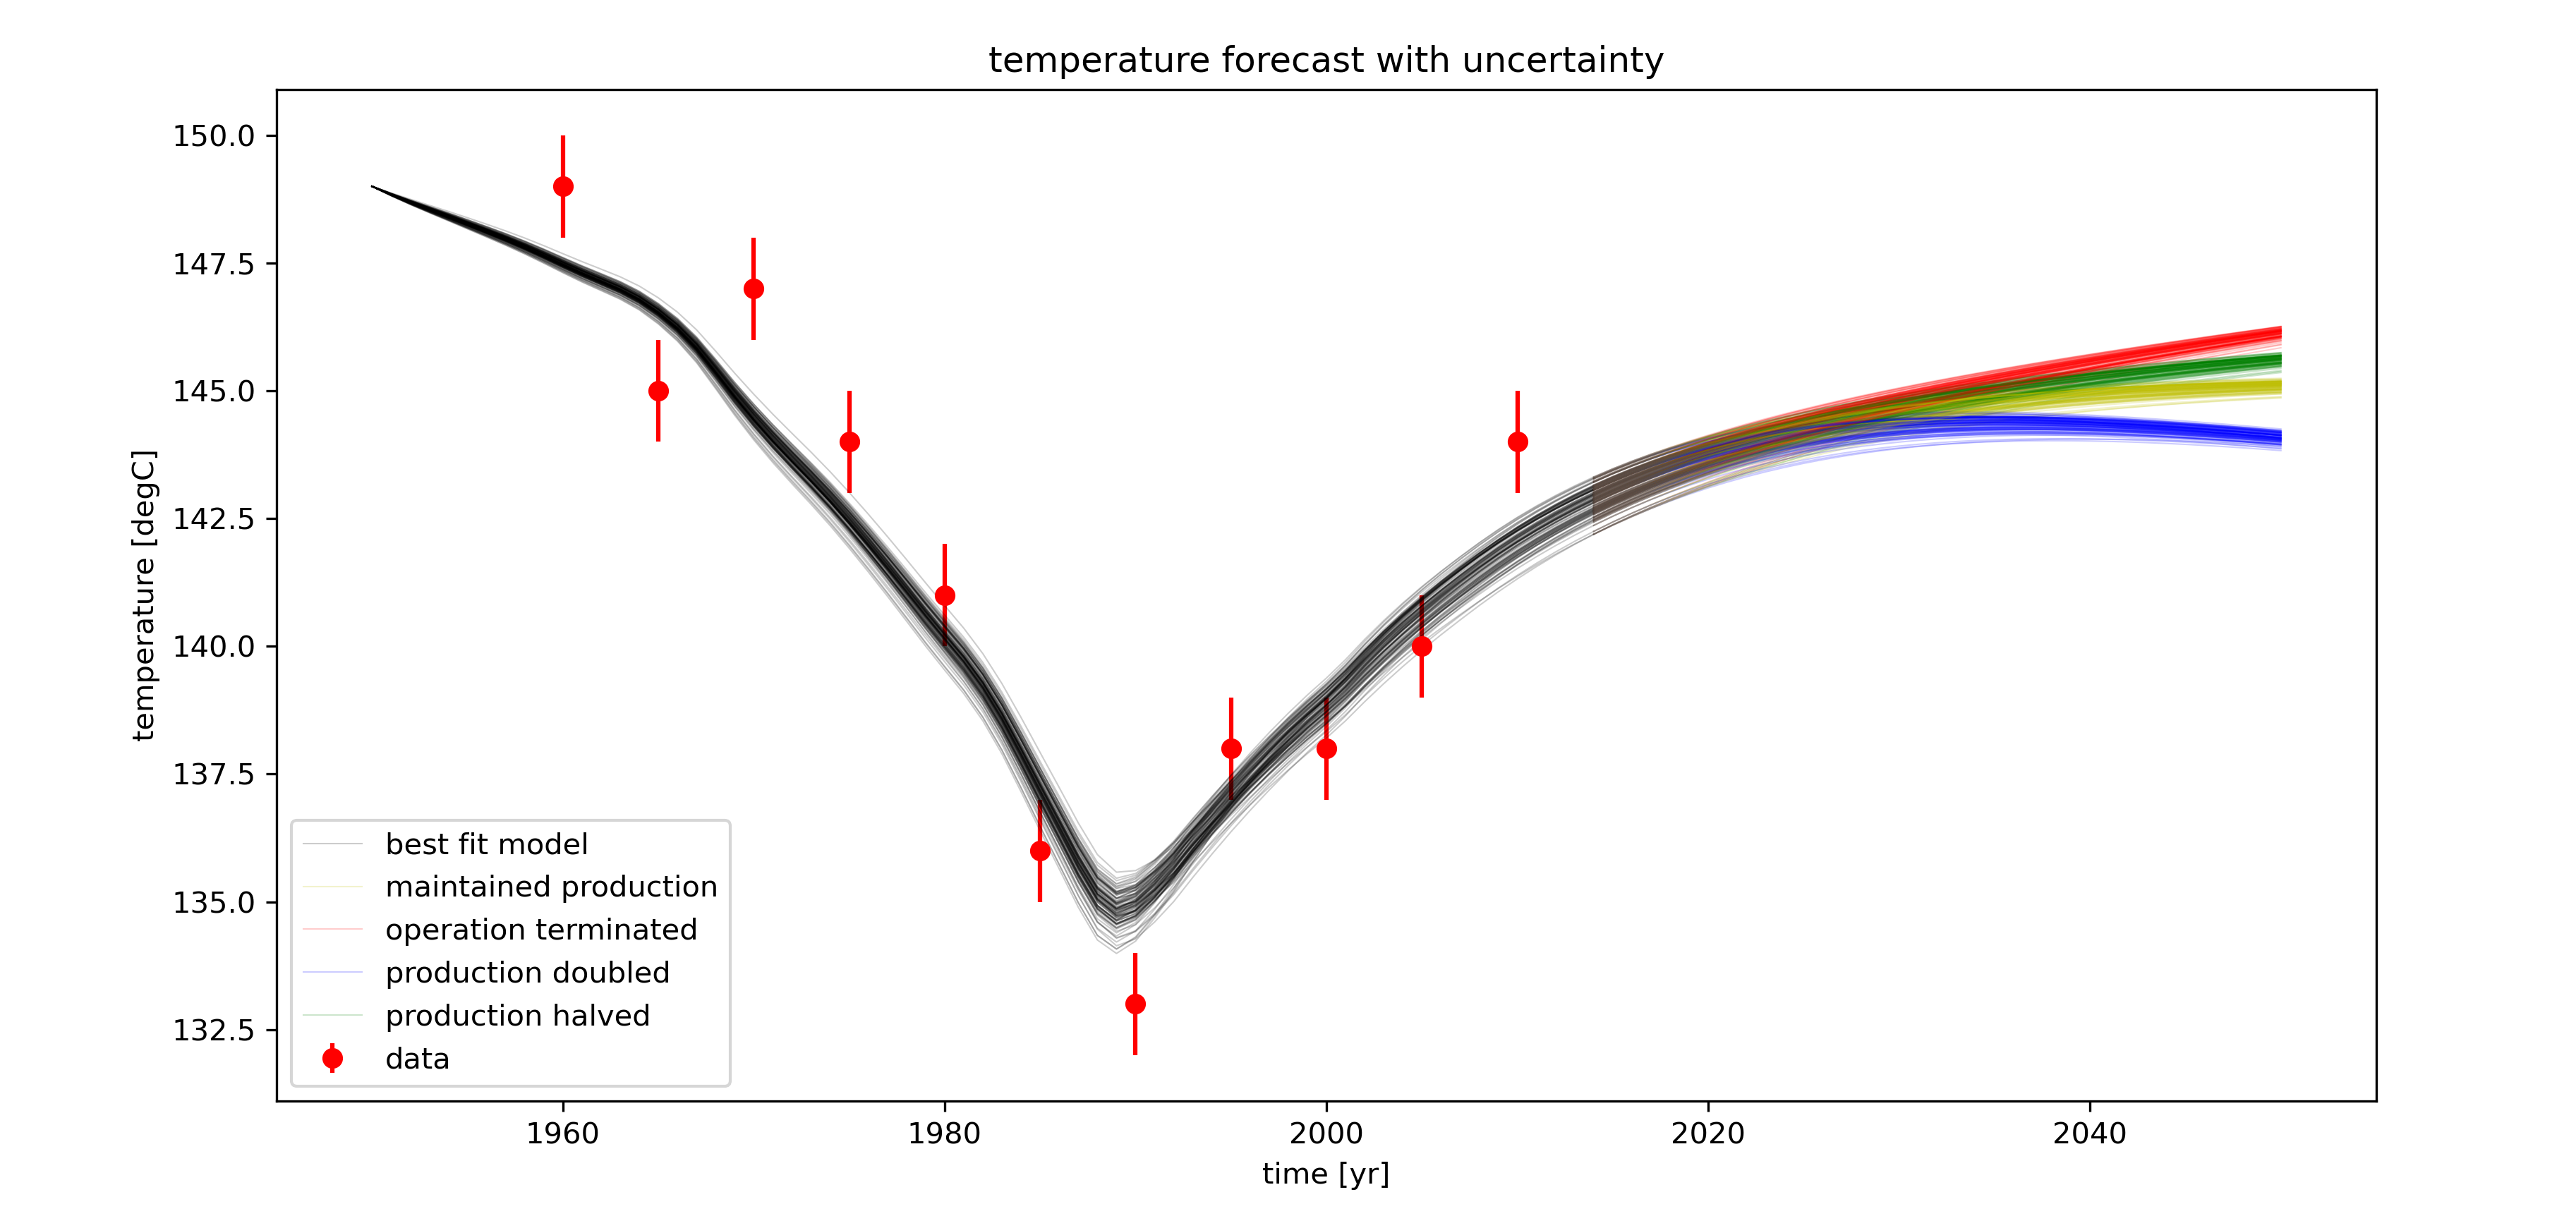 temperature forecast with uncertainty
150.0
147.5
145.0
142.5
140.0
137.5
135.0
132.5
temperature [degC]
best fit model
maintained production
operation terminated
production doubled
production halved
data
1960
1980
2000
2020
2040
time [yr]